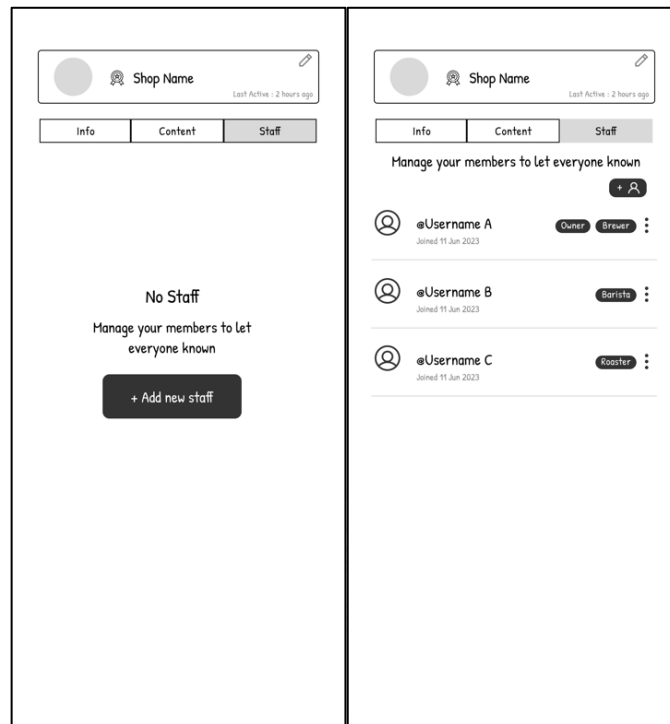 Shop Name
Last Active : 2 hours ago
Info
Content
Staff
No Staff
Manage your members to let
everyone known
+ Add new staff
Shop Name
Last Active : 2 hours ago
Info
Content
Staff
Manage your members to let everyone known
+
@Username A
Owner
Brewer
Joined 11 Jun 2023
@Username B
Barista
Joined 11 Jun 2023
@Username C
Roaster
Joined 11 Jun 2023